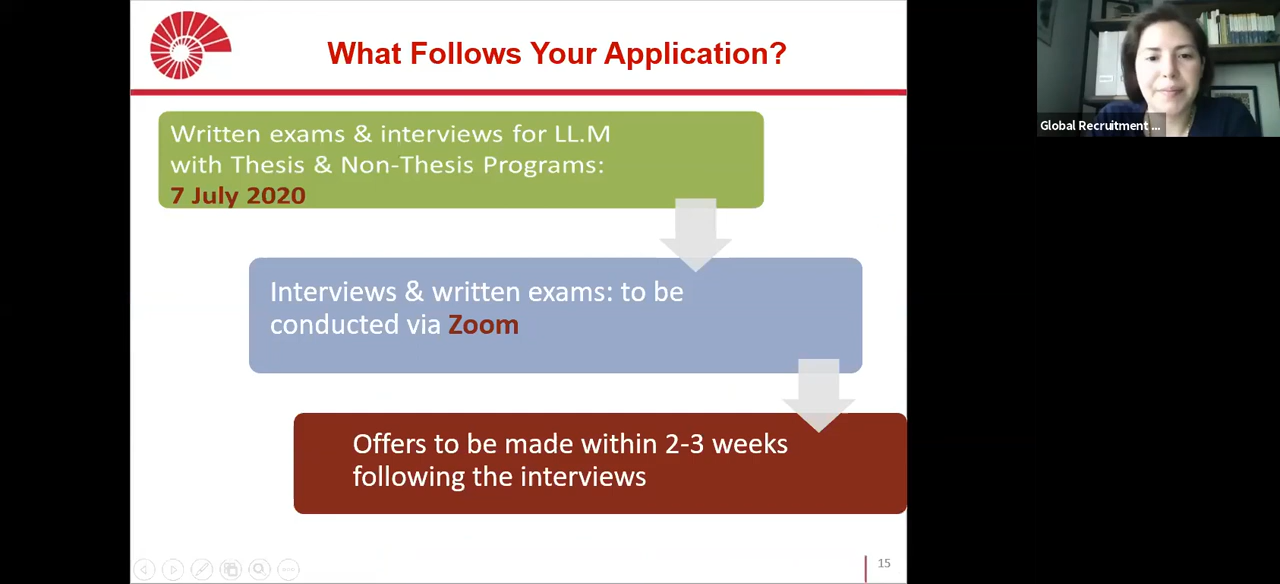 What Follows Your Application?
Written exams & interviews for LL.M
with Thesis & Non-Thesis Programs:
7 July 2020
Interviews & written exams: to be
conducted via Zoom
Offers to be made within 2-3 weeks
following the interviews
15
Global Recruitment ...